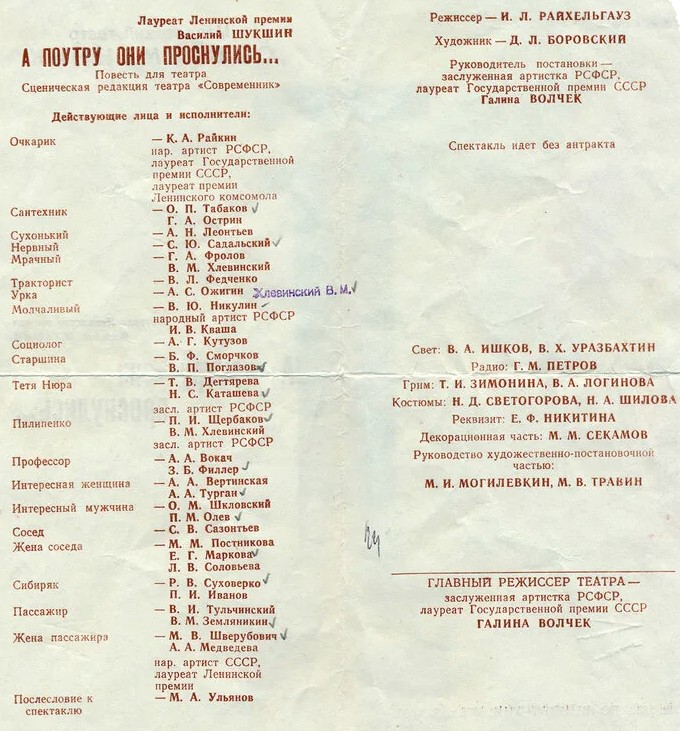 Лауреат Ленинской премии
Василий ШУКШИН
А ПОУТРУ ОНИ ПРОСНУЛИСЬ...
Повесть для театра
Сценическая редакция театра «Современник»
Действующие лица и исполнители:
Очкарик — К. А. Райкин
нар. артист РСФСР,
лауреат Государственной
премии СССР,
лауреат премии
Ленинского комсомола
Сантехник — О. П. Табаков
Г. А. Острин
Сухонький — А. Н. Леонтьев
Нервный — С. Ю. Садальский
Мрачный — Г. А. Фролов
В. М. Хлевинский
Тракторист — В. Л. Федченко
Урка — А. С. Ожигин Хлевинский В. М.
Молчаливый — В. Ю. Никулин
народный артист РСФСР
И. В. Кваша
Социолог — А. Г. Кутузов
Старшина — Б. Ф. Сморчков
В. П. Поглазов
Тетя Нюра — Т. В. Дегтярева
Н. С. Каташева
засл. артист РСФСР
Пилипенко — П. И. Щербаков
В. М. Хлевинский
засл. артист РСФСР
Профессор — А. А. Вокач
З. Б. Филлер
Интересная женщина — А. А. Вертинская
А. А. Турган
Интересный мужчина — О. М. Шкловский
П. М. Олев
Сосед — С. В. Сазонтьев
Жена соседа — М. М. Постникова
Е. Г. Маркова
Л. В. Соловьева
Сибиряк — Р. В. Суховерко
П. И. Иванов
Пассажир — В. И. Тульчинский
В. М. Земляникин
Жена пассажира — М. В. Шверубович
А. А. Медведева
нар. артист СССР,
лауреат Ленинской
премии
Послесловие к — М. А. Ульянов
спектаклю
Режиссер — И. Л. РАЙХЕЛЬГАУЗ
Художник — Д. Л. БОРОВСКИЙ
Руководитель постановки —
заслуженная артистка РСФСР,
лауреат Государственной премии СССР
Галина ВОЛЧЕК
Спектакль идет без антракта
Свет: В. А. ИШКОВ, В. Х. УРАЗБАХТИН
Радио: Г. М. ПЕТРОВ
Грим: Т. И. ЗИМОНИНА, В. А. ЛОГИНОВА
Костюмы: Н. Д. СВЕТОГОРОВА, Н. А. ШИЛОВА
Реквизит: Е. Ф. НИКИТИНА
Декорационная часть: М. М. СЕКАМОВ
Руководство художественно-постановочной
частью:
М. И. МОГИЛЕВКИН, М. В. ТРАВИН
ГЛАВНЫЙ РЕЖИССЕР ТЕАТРА —
заслуженная артистка РСФСР,
лауреат Государственной премии СССР
ГАЛИНА ВОЛЧЕК